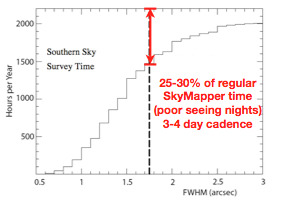 2000
1500
1000
500
Hours per Year
Southern Sky
Survey Time
25-30% of regular
SkyMapper time
(poor seeing nights)
3-4 day cadence
0.5 1 1.5 2 2.5 3
FWHM (arcsec)